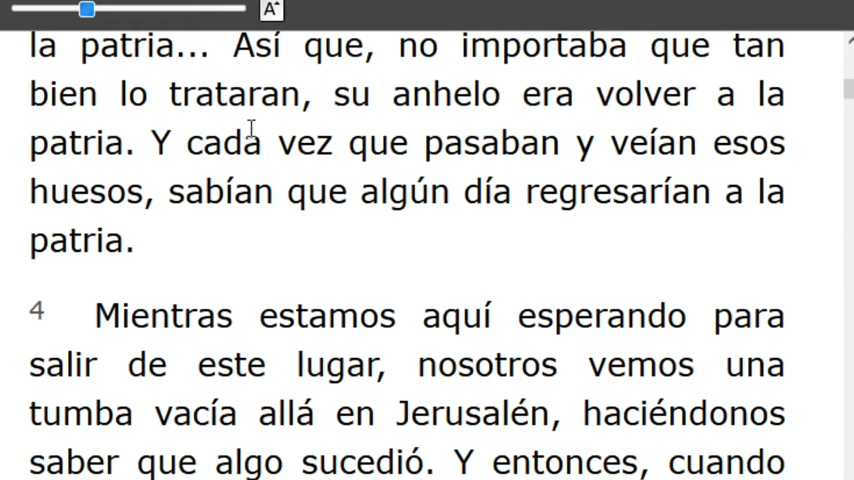 A
la patria... Así que, no importaba que tan
bien lo trataran, su anhelo era volver a la
patria. Y cada vez que pasaban y veían esos
huesos, sabían que algún día regresarían a la
patria.
4 Mientras estamos aquí esperando para
salir de este lugar, nosotros vemos una
tumba vacía allá en Jerusalén, haciéndonos
saber que algo sucedió. Y entonces, cuando